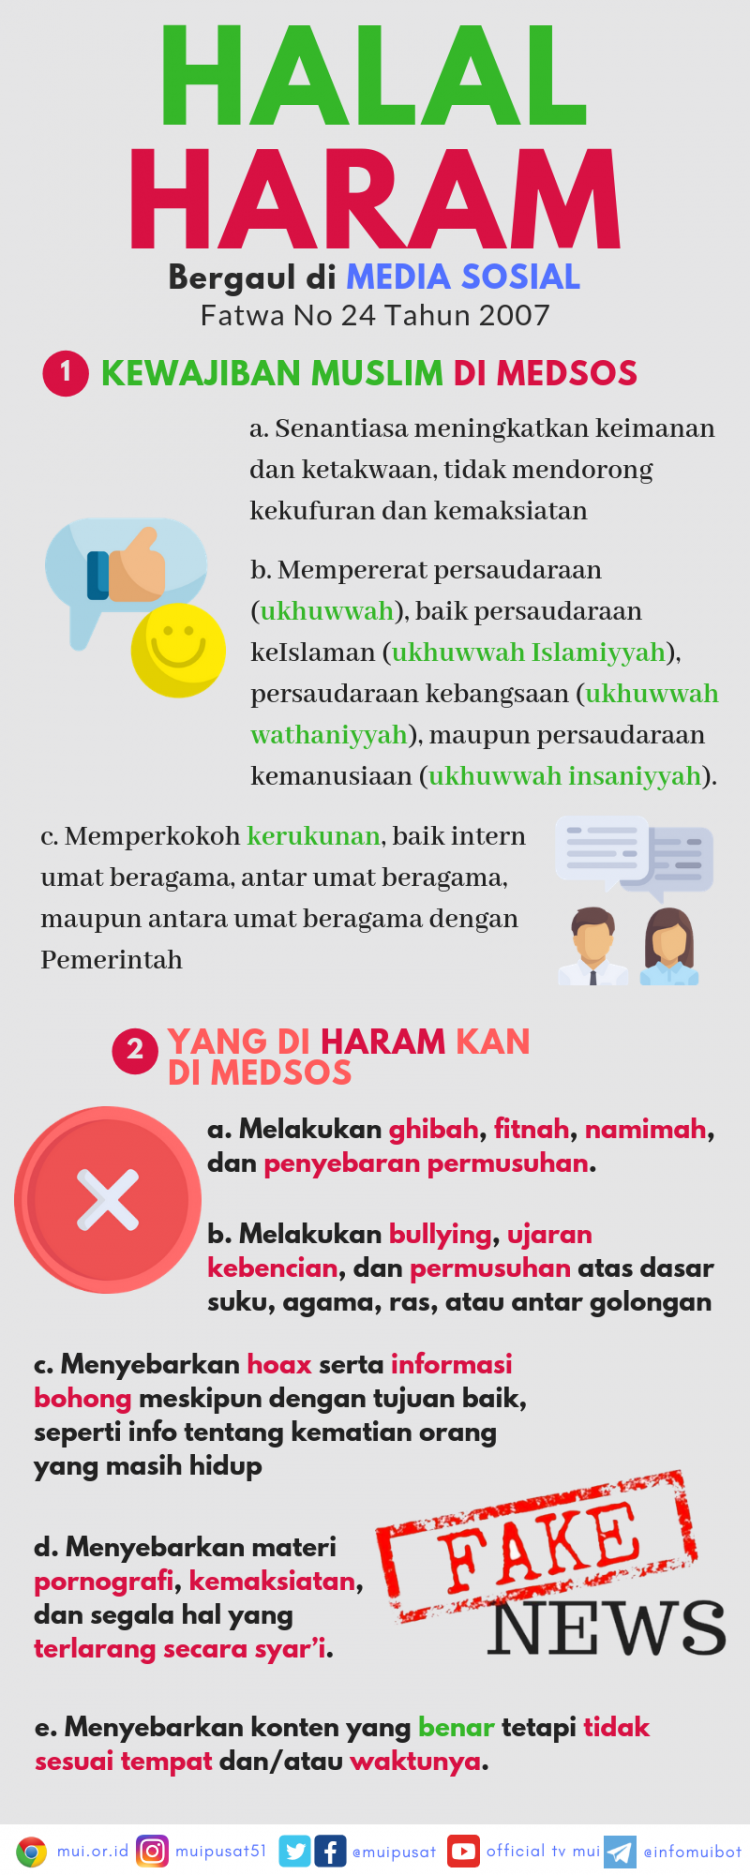 HALAL
HARAM
Bergaul di MEDIA SOSIAL
Fatwa No 24 Tahun 2007
1 KEWAJIBAN MUSLIM DI MEDSOS
a. Senantiasa meningkatkan keimanan
dan ketakwaan, tidak mendorong
kekufuran dan kemaksiatan
b. Mempererat persaudaraan
(ukhuwwah), baik persaudaraan
keIslaman (ukhuwwah Islamiyyah),
persaudaraan kebangsaan (ukhuwwah
wathaniyyah), maupun persaudaraan
kemanusiaan (ukhuwwah insaniyyah).
c. Memperkokoh kerukunan, baik intern
umat beragama, antar umat beragama,
maupun antara umat beragama dengan
Pemerintah
2 YANG DI HARAM KAN
DI MEDSOS
a. Melakukan ghibah, fitnah, namimah,
dan penyebaran permusuhan.
b. Melakukan bullying, ujaran
kebencian, dan permusuhan atas dasar
suku, agama, ras, atau antar golongan
c. Menyebarkan hoax serta informasi
bohong meskipun dengan tujuan baik,
seperti info tentang kematian orang
yang masih hidup
FAKE
NEWS
d. Menyebarkan materi
pornografi, kemaksiatan,
dan segala hal yang
terlarang secara syar'i.
e. Menyebarkan konten yang benar tetapi tidak
sesuai tempat dan/atau waktunya.
mui.or.id muipusat51 @muipusat official tv mui @infomuibot